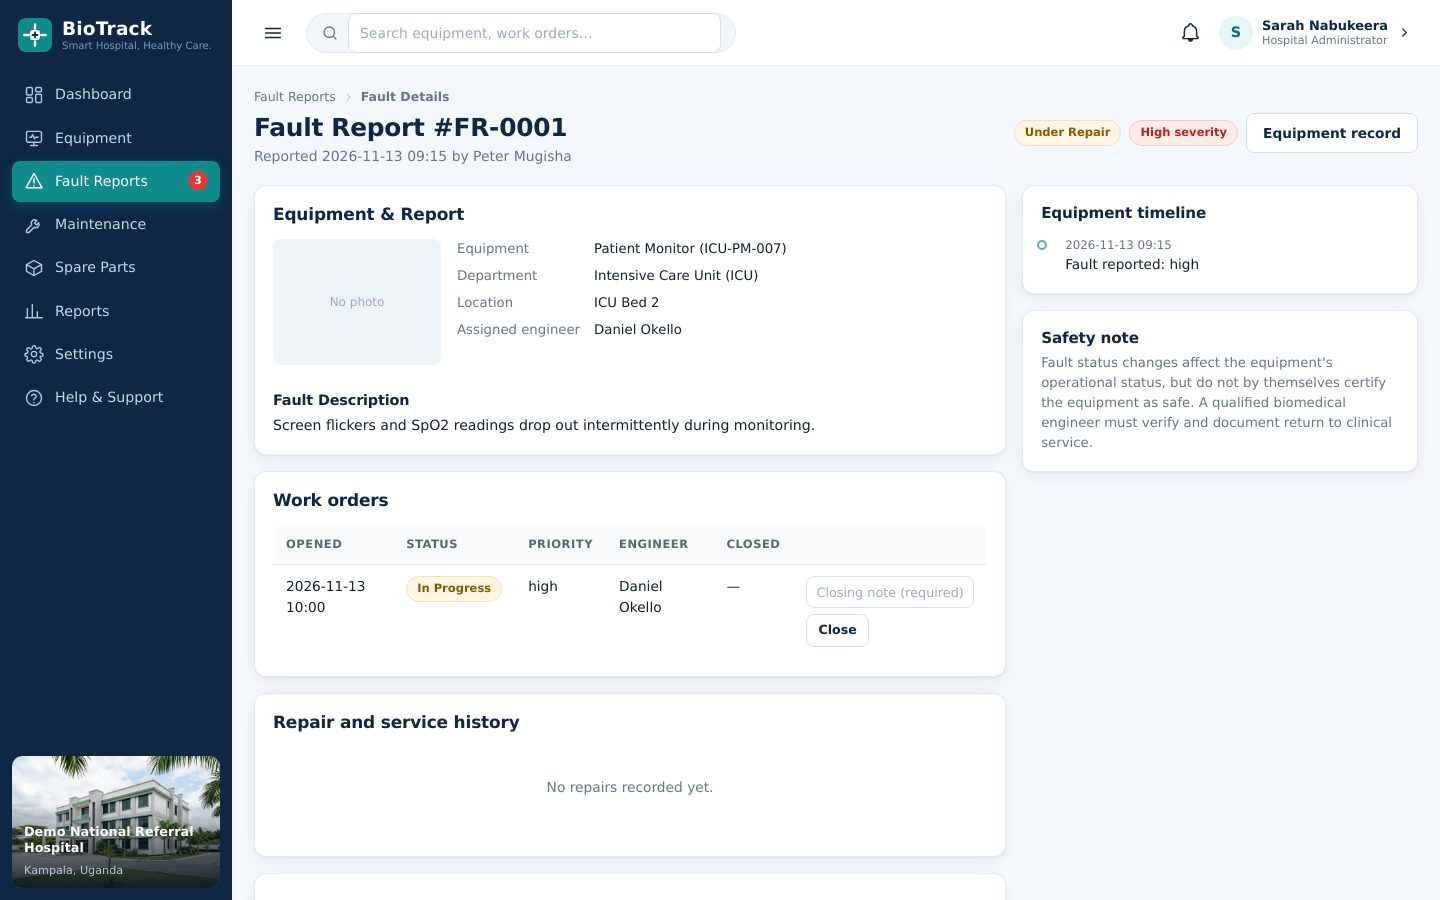 BioTrack
Smart Hospital, Healthy Care.
Dashboard
Equipment
Fault Reports
3
Maintenance
Spare Parts
Reports
Settings
Help & Support
Demo National Referral
Hospital
Kampala, Uganda
Search equipment, work orders...
S
Sarah Nabukeera
Hospital Administrator
Fault Reports > Fault Details
Fault Report #FR-0001
Reported 2026-11-13 09:15 by Peter Mugisha
Under Repair
High severity
Equipment record
Equipment & Report
No photo
Equipment Patient Monitor (ICU-PM-007)
Department Intensive Care Unit (ICU)
Location ICU Bed 2
Assigned engineer Daniel Okello
Fault Description
Screen flickers and SpO2 readings drop out intermittently during monitoring.
Work orders
OPENED STATUS PRIORITY ENGINEER CLOSED
2026-11-13 In Progress high Daniel — Closing note (required)
10:00 Okello
Close
Repair and service history
No repairs recorded yet.
Equipment timeline
2026-11-13 09:15
Fault reported: high
Safety note
Fault status changes affect the equipment's
operational status, but do not by themselves certify
the equipment as safe. A qualified biomedical
engineer must verify and document return to clinical
service.